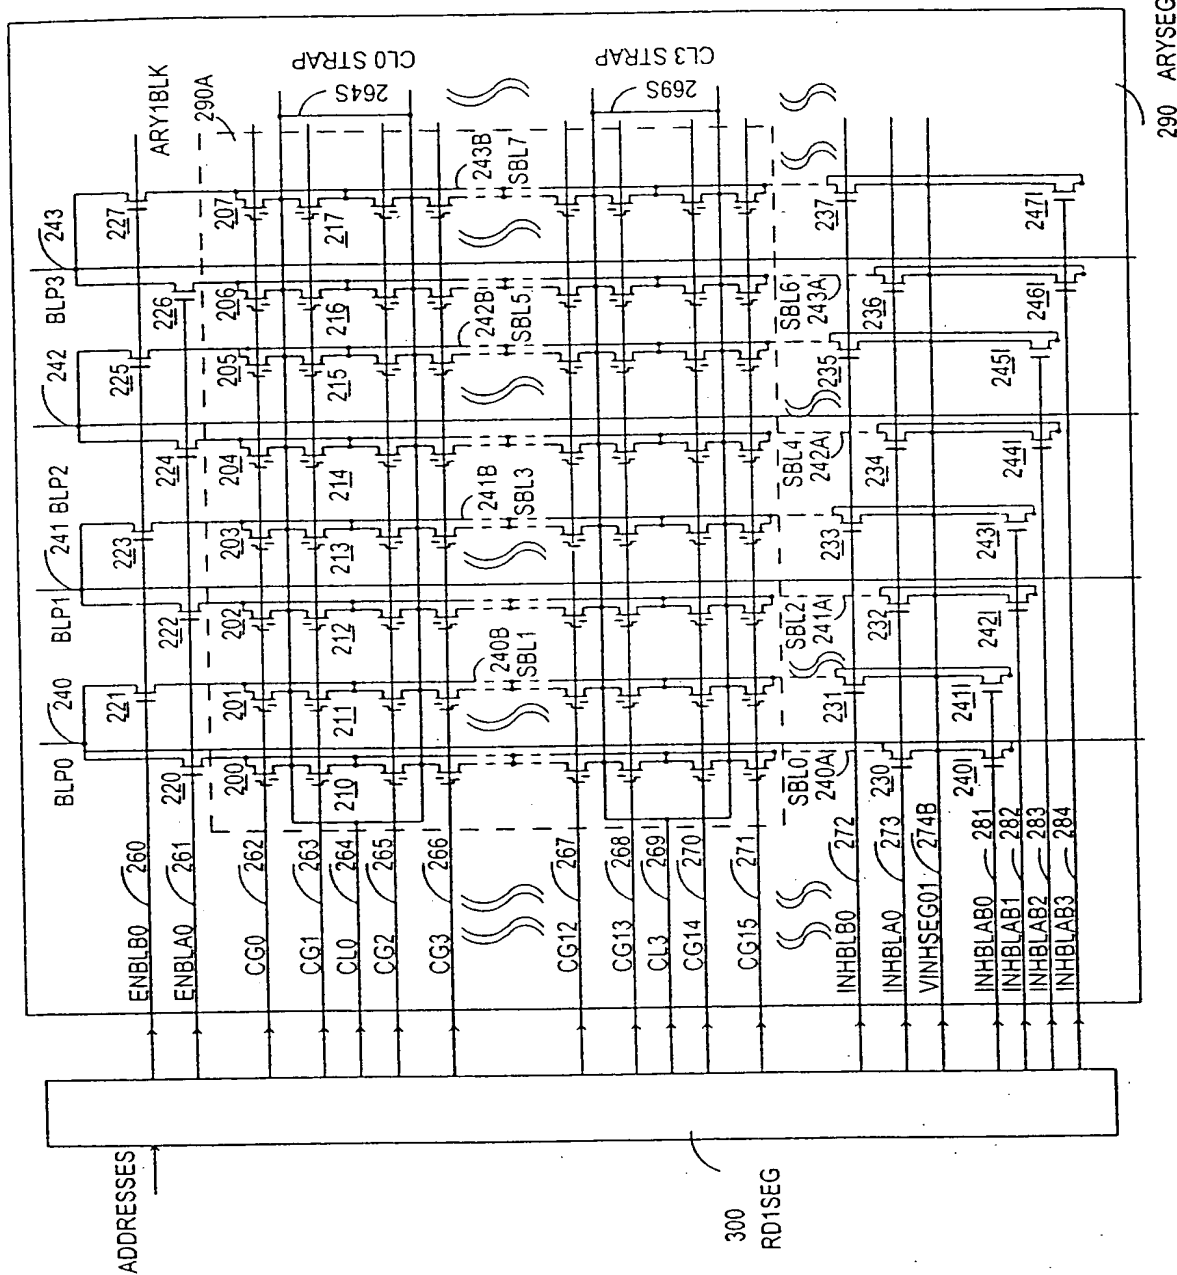 ADDRESSES
300
RD1SEG
290 ARYSEG
ARY1BLK
290A
CL0 STRAP
264S
CL3 STRAP
269S
BLP0 240
BLP1 241
BLP2 242
BLP3 243
ENBLB0 260
ENBLA0 261
CG0 262
CG1 263
CL0 264
CG2 265
CG3 266
CG12 267
CG13 268
CL3 269
CG14 270
CG15 271
INHBLB0 272
INHBLA0 273
VINHSEG01 274B
INHBLAB0 281
INHBLAB1 282
INHBLAB2 283
INHBLAB3 284
220 221 222 223 224 225 226 227
200 201 202 203 204 205 206 207
210 211 212 213 214 215 216 217
240B
SBL1
241B
SBL3
242B
SBL5
243B
SBL7
SBL0
240A
SBL2
241A
SBL4
242A
SBL6
243A
230 231 232 233 234 235 236 237
240I 241I 242I 243I 244I 245I 246I 247I